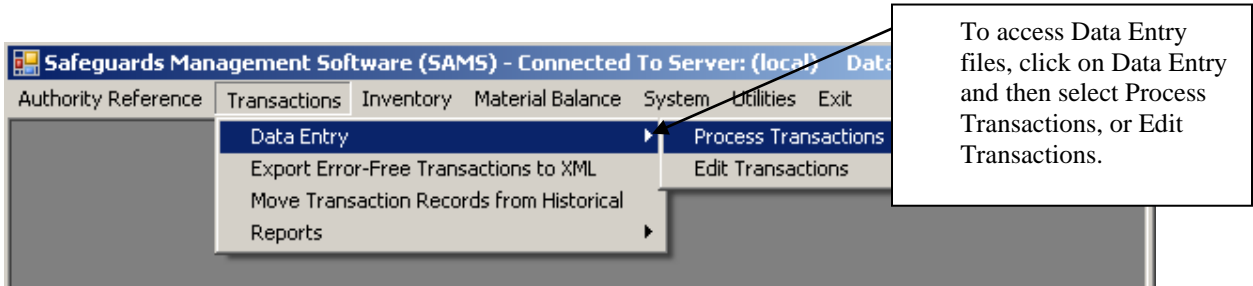 To access Data Entry
files, click on Data Entry
and then select Process
Transactions, or Edit
Transactions.
Safeguards Management Software (SAMS) - Connected To Server: (local) Data
Authority Reference Transactions Inventory Material Balance System Utilities Exit
Data Entry Process Transactions
Export Error-Free Transactions to XML Edit Transactions
Move Transaction Records from Historical
Reports